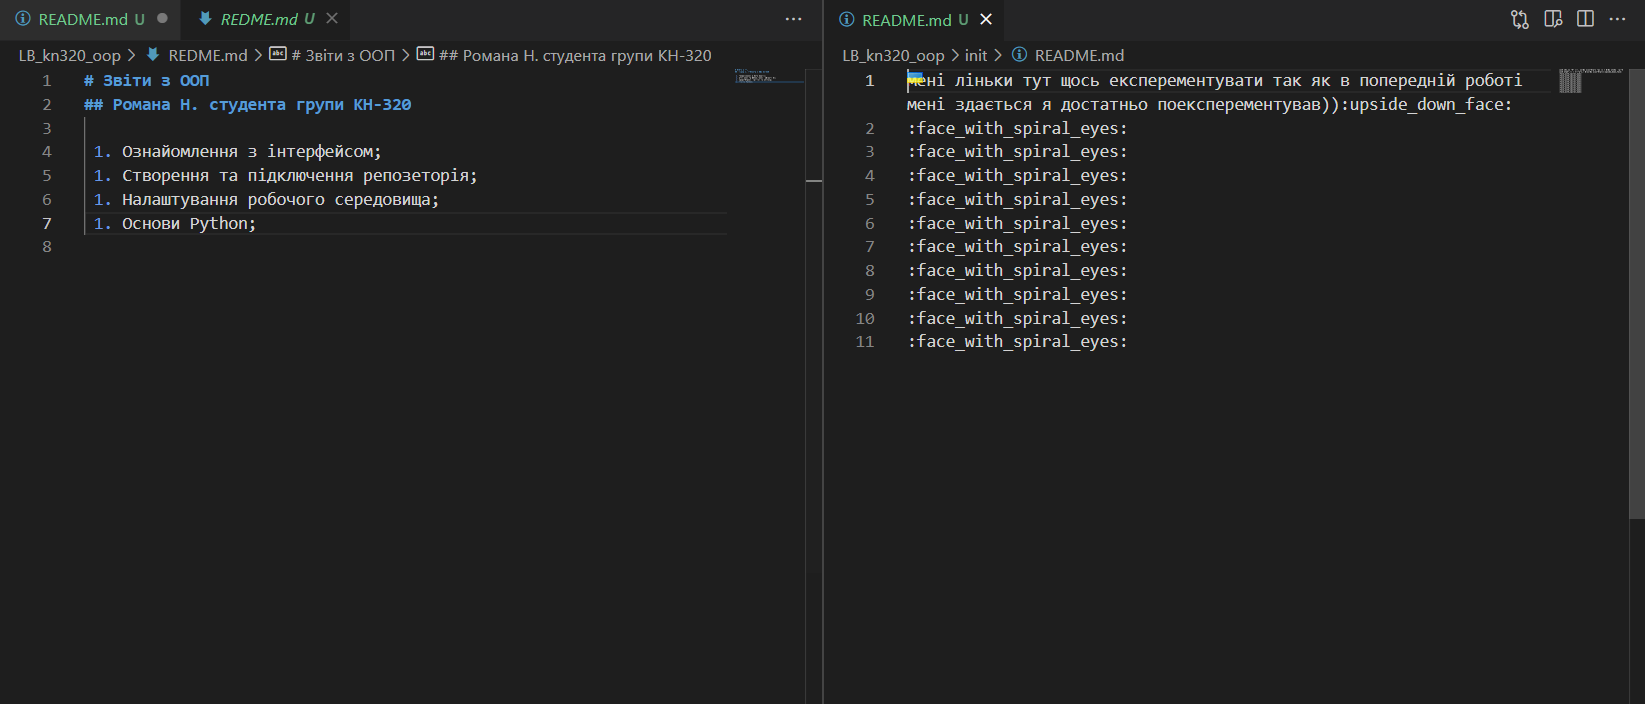 README.md U
REDME.md U
LB_kn320_oop > REDME.md > # Звіти з ООП > ## Романа Н. студента групи КН-320
1 # Звіти з ООП
2 ## Романа Н. студента групи КН-320
3
4 1. Ознайомлення з інтерфейсом;
5 1. Створення та підключення репозеторія;
6 1. Налаштування робочого середовища;
7 1. Основи Python;
8
README.md U
LB_kn320_oop > init > README.md
1 мені ліньки тут щось експерементувати так як в попередній роботі
мені здається я достатньо поексперементував)):upside_down_face:
2 :face_with_spiral_eyes:
3 :face_with_spiral_eyes:
4 :face_with_spiral_eyes:
5 :face_with_spiral_eyes:
6 :face_with_spiral_eyes:
7 :face_with_spiral_eyes:
8 :face_with_spiral_eyes:
9 :face_with_spiral_eyes:
10 :face_with_spiral_eyes:
11 :face_with_spiral_eyes: